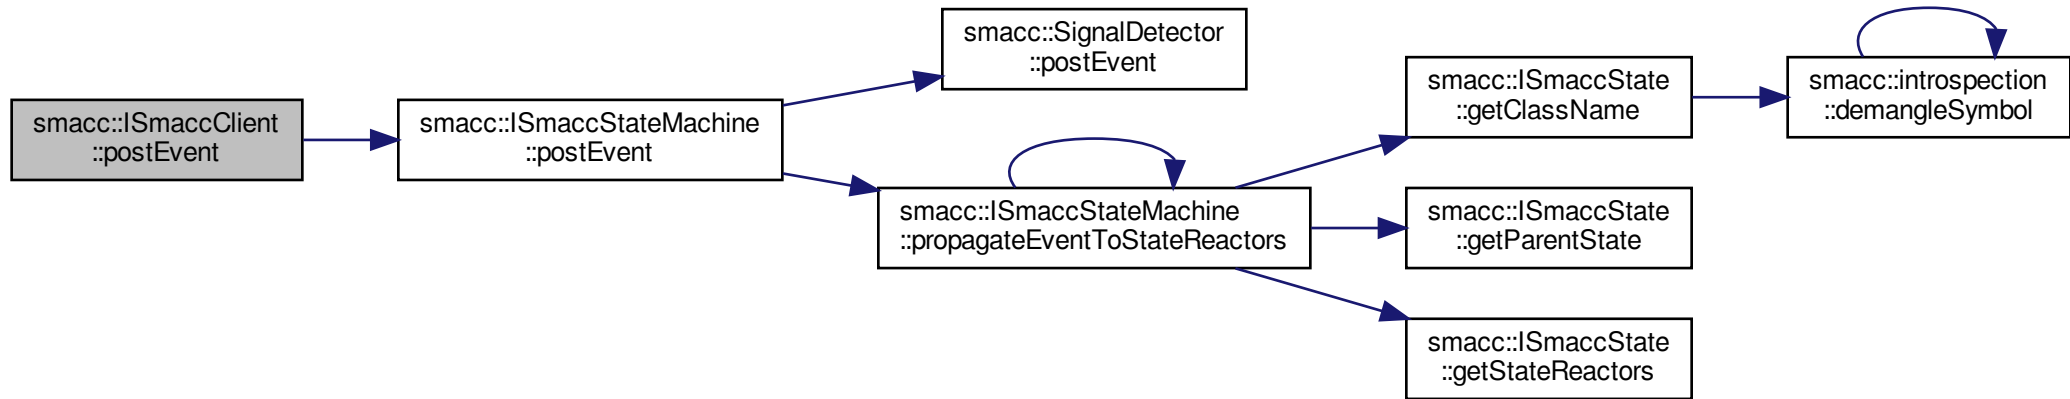 smacc::ISmaccClient
::postEvent
smacc::ISmaccStateMachine
::postEvent
smacc::SignalDetector
::postEvent
smacc::ISmaccStateMachine
::propagateEventToStateReactors
smacc::ISmaccState
::getClassName
smacc::introspection
::demangleSymbol
smacc::ISmaccState
::getParentState
smacc::ISmaccState
::getStateReactors